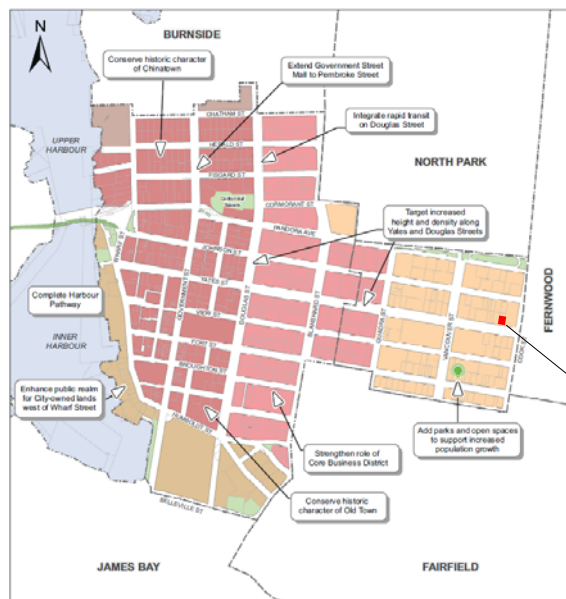 N
BURNSIDE
Conserve historic character
of Chinatown
Extend Government Street
Mall to Pembroke Street
Integrate rapid transit
on Douglas Street
CHATHAM ST
HERALD ST
FISGARD ST
UPPER
HARBOUR
NORTH PARK
Centennial
Square
CORMORANT ST
Target increased
height and density along
Yates and Douglas Streets
PANDORA AVE
JOHNSON ST
WHARF ST
YATES ST
GOVERNMENT ST
VIEW ST
DOUGLAS ST
BLANSHARD ST
QUADRA ST
VANCOUVER ST
COOK ST
FERNWOOD
Complete Harbour
Pathway
FORT ST
INNER
HARBOUR
BROUGHTON ST
Enhance public realm
for City-owned lands
west of Wharf Street
HUMBOLDT ST
Add parks and open spaces
to support increased
population growth
Strengthen role of
Core Business District
Conserve historic
character of Old Town
BELLEVILLE ST
JAMES BAY
FAIRFIELD